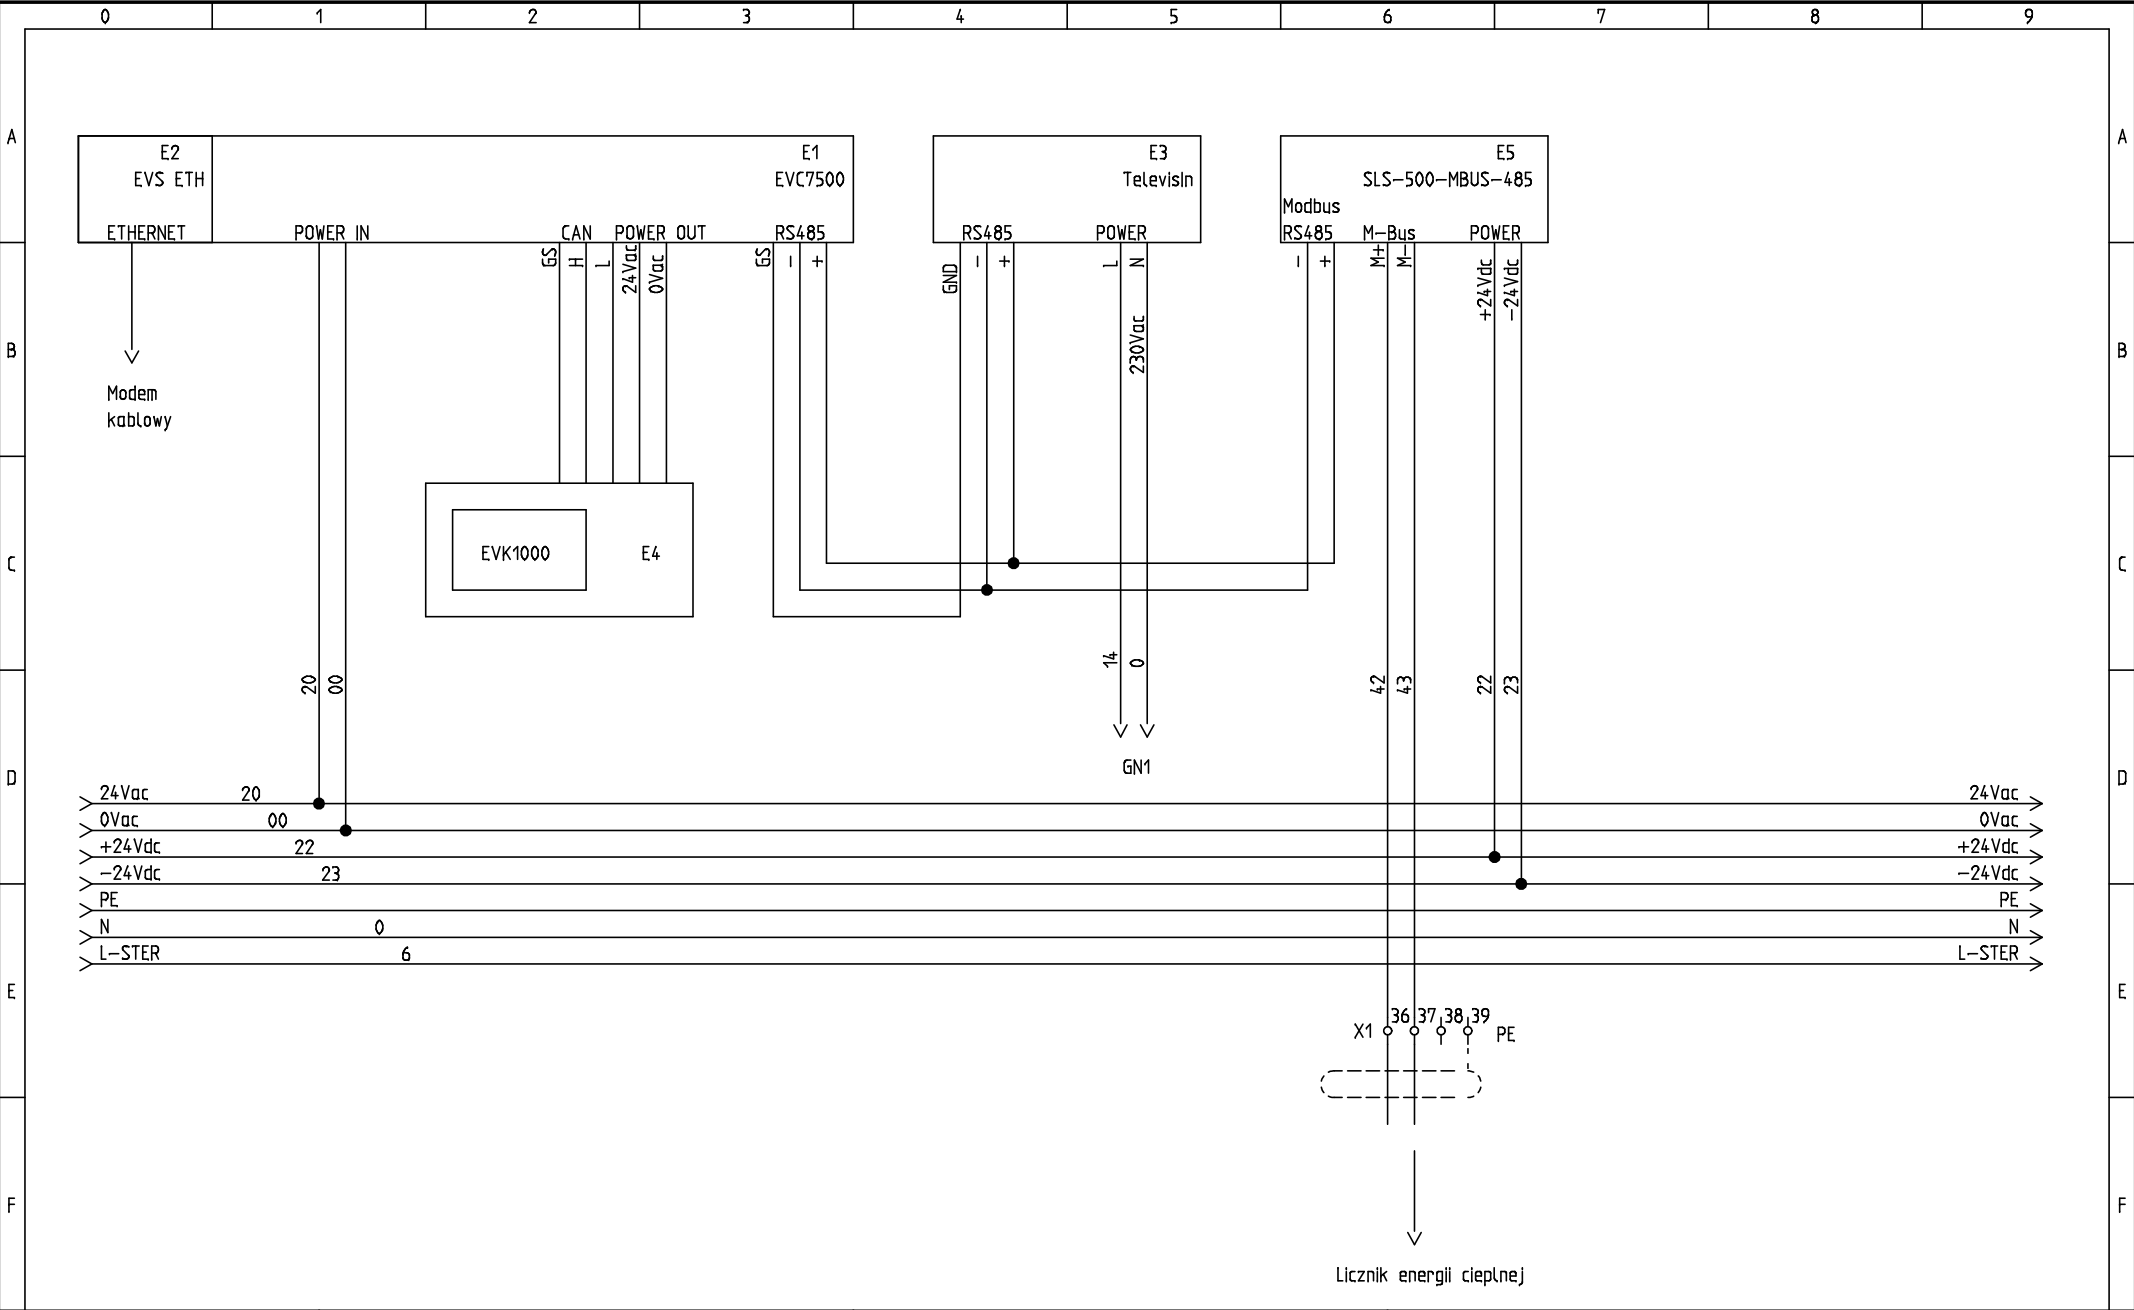 0 1 2 3 4 5 6 7 8 9
A A
E2 E1 E3 E5
EVS ETH EVC7500 TelevisIn SLS-500-MBUS-485
Modbus
ETHERNET POWER IN CAN POWER OUT RS485 RS485 POWER RS485 M-Bus POWER
GS H L 24Vac 0Vac GS - + GND - + L N - + M+ M- +24Vdc -24Vdc
230Vac
B B
Modem
kablowy
EVK1000 E4
C C
14 0
20 00 42 43 22 23
GN1
D D
24Vac 20 24Vac
0Vac 00 0Vac
+24Vdc 22 +24Vdc
-24Vdc 23 -24Vdc
PE PE
N 0 N
L-STER 6 L-STER
E E
X1 36 37 38 39 PE
F F
Licznik energii cieplnej